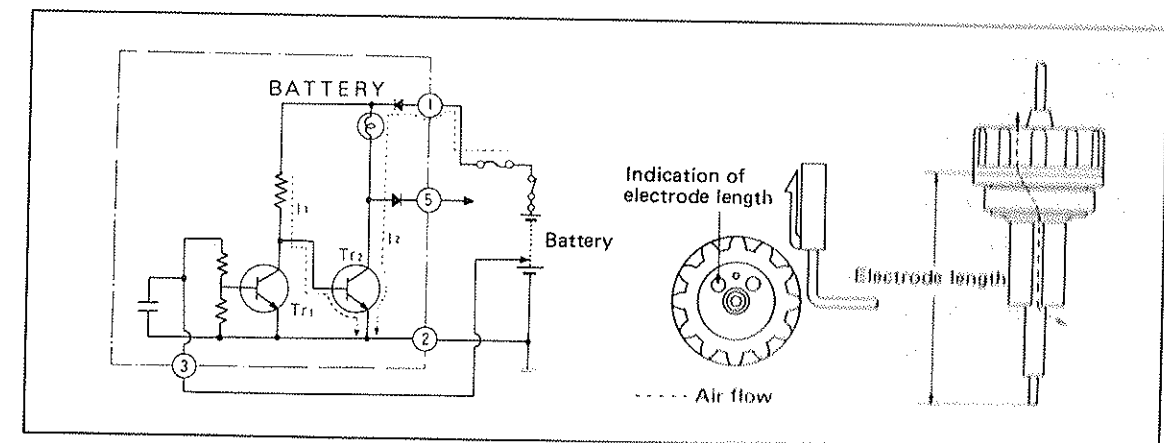 BATTERY
1
I1
5
I2
Tr2
Tr1
2
3
Battery
Indication of
electrode length
Electrode length
- - - - - Air flow